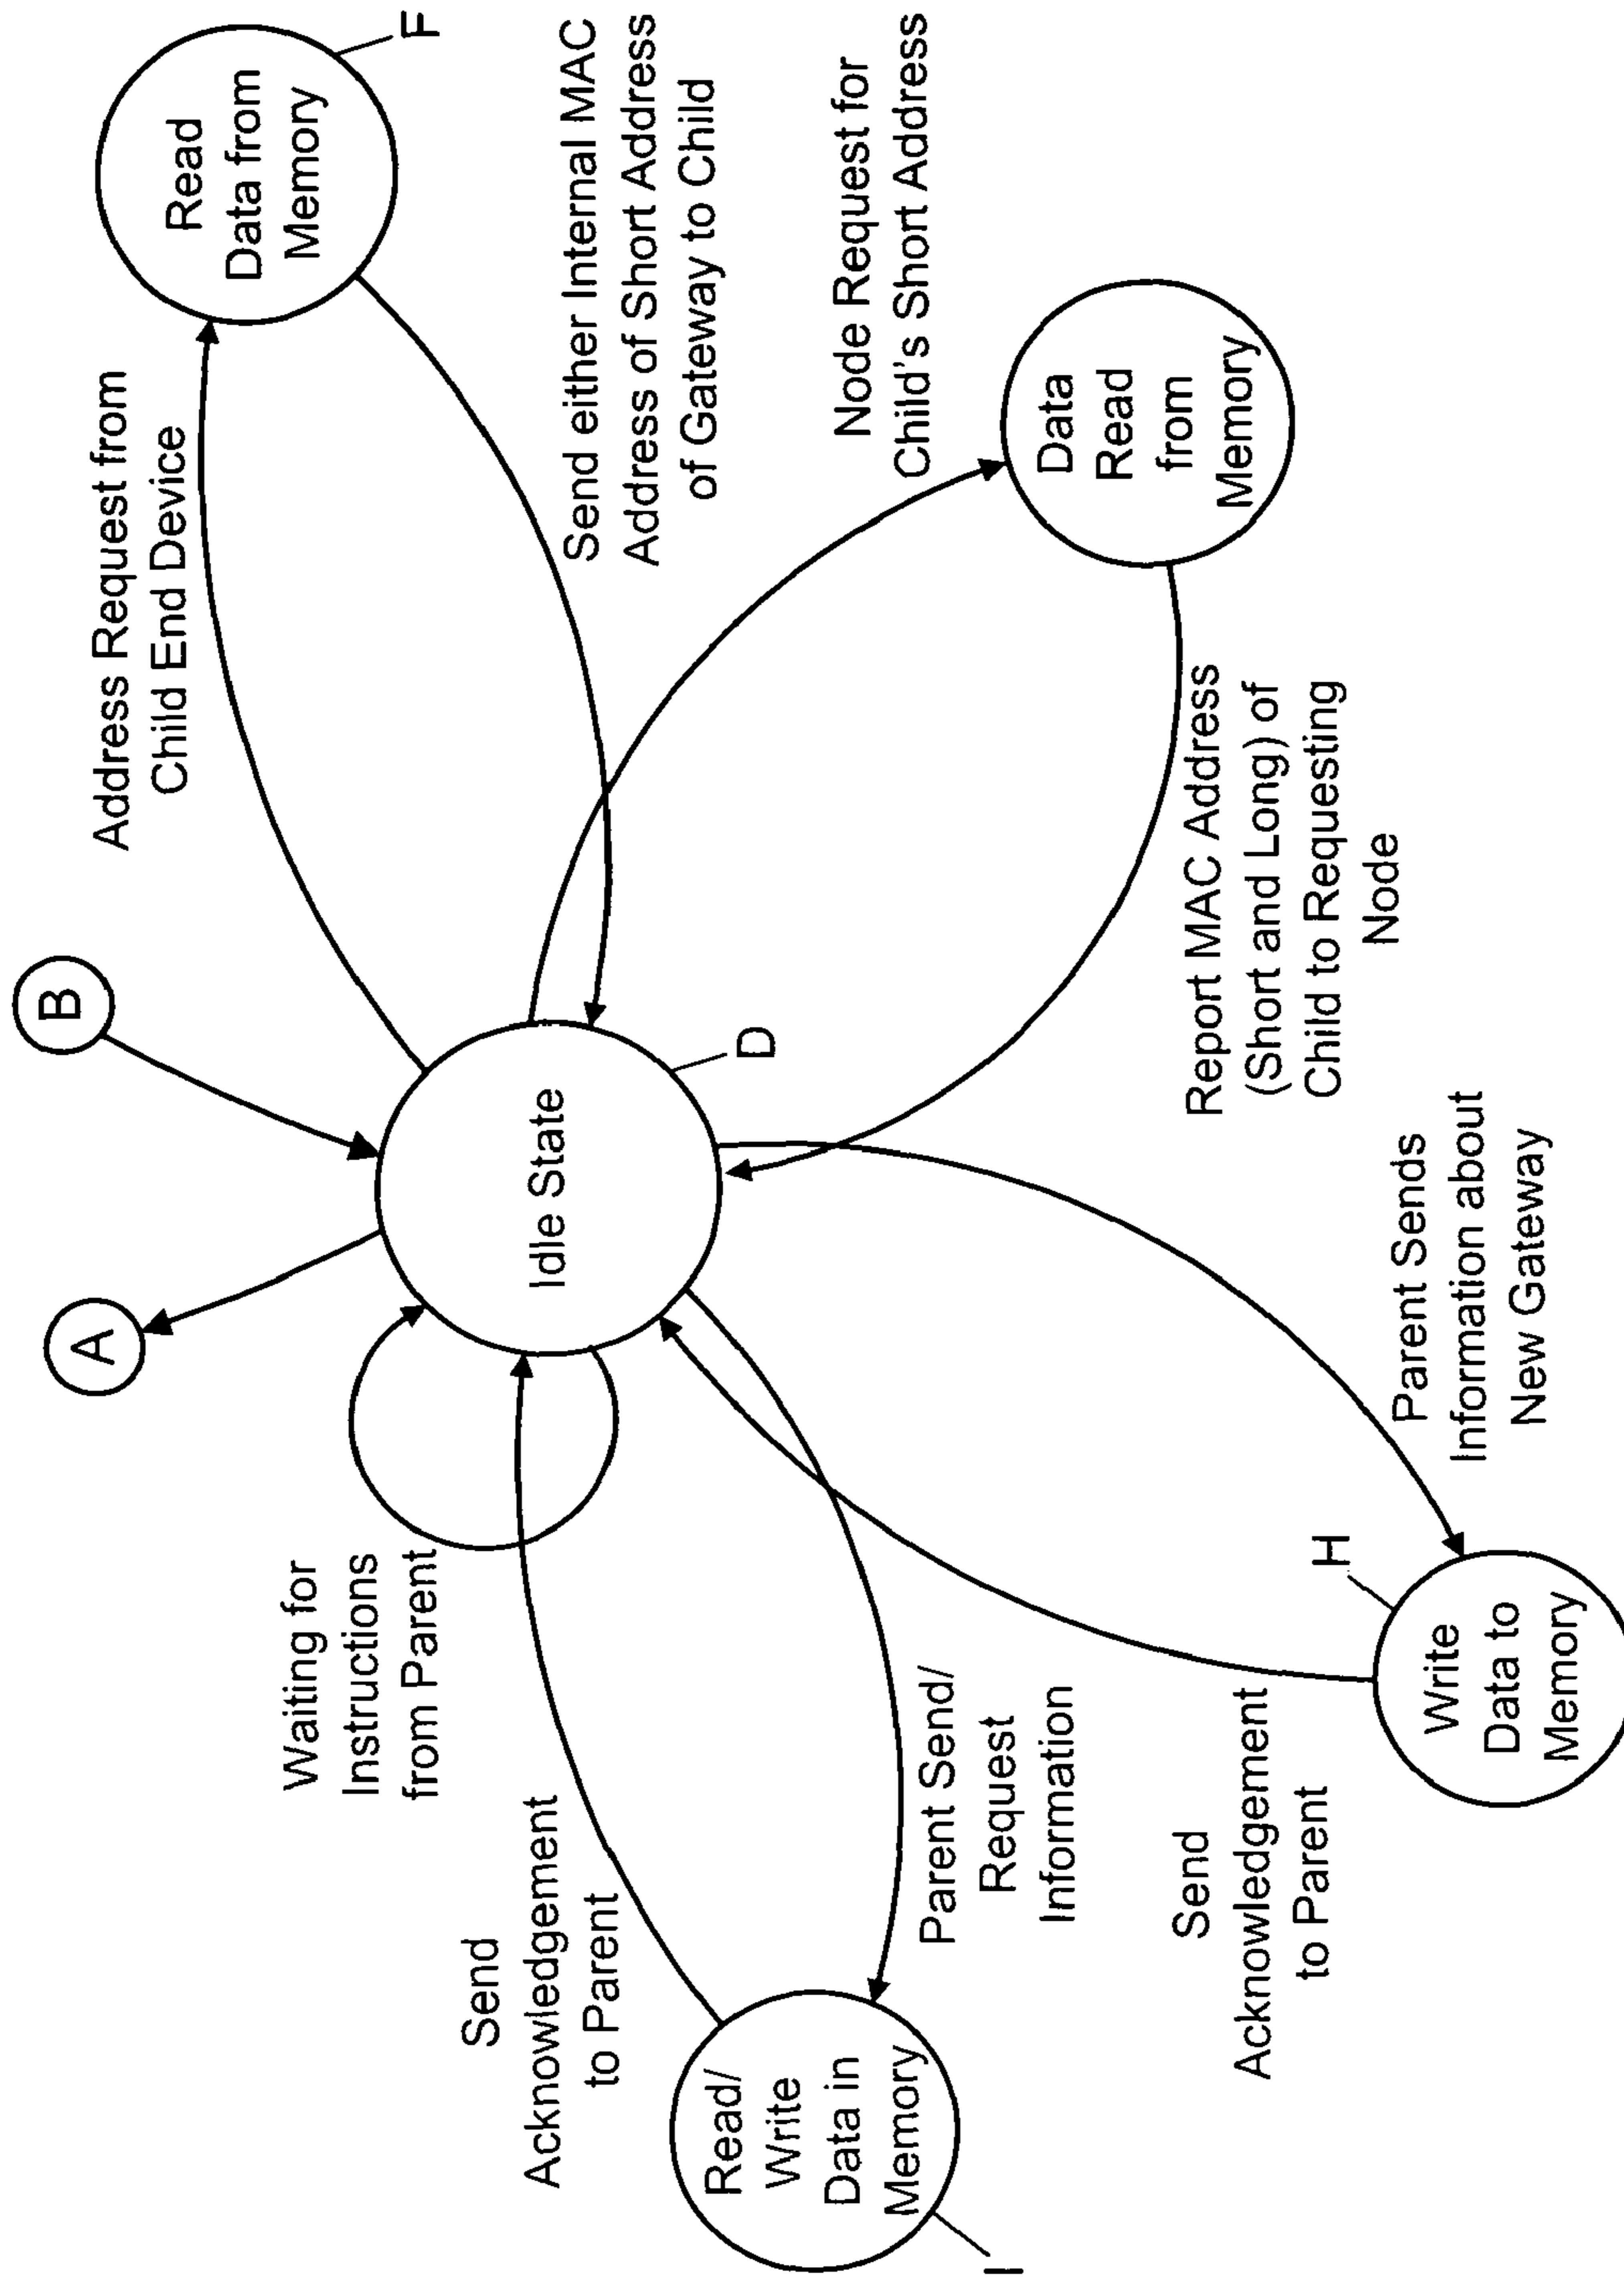 A
B
Address Request from
Child End Device
Read
Data from
Memory
F
Waiting for
Instructions
from Parent
Send
Acknowledgement
to Parent
Idle State
D
Send either Internal MAC
Address of Short Address
of Gateway to Child
Read/
Write
Data in
Memory
I
Parent Send/
Request
Information
Node Request for
Child's Short Address
Data
Read
from
Memory
Send
Acknowledgement
to Parent
Report MAC Address
(Short and Long) of
Child to Requesting
Node
H
Parent Sends
Information about
New Gateway
Write
Data to
Memory